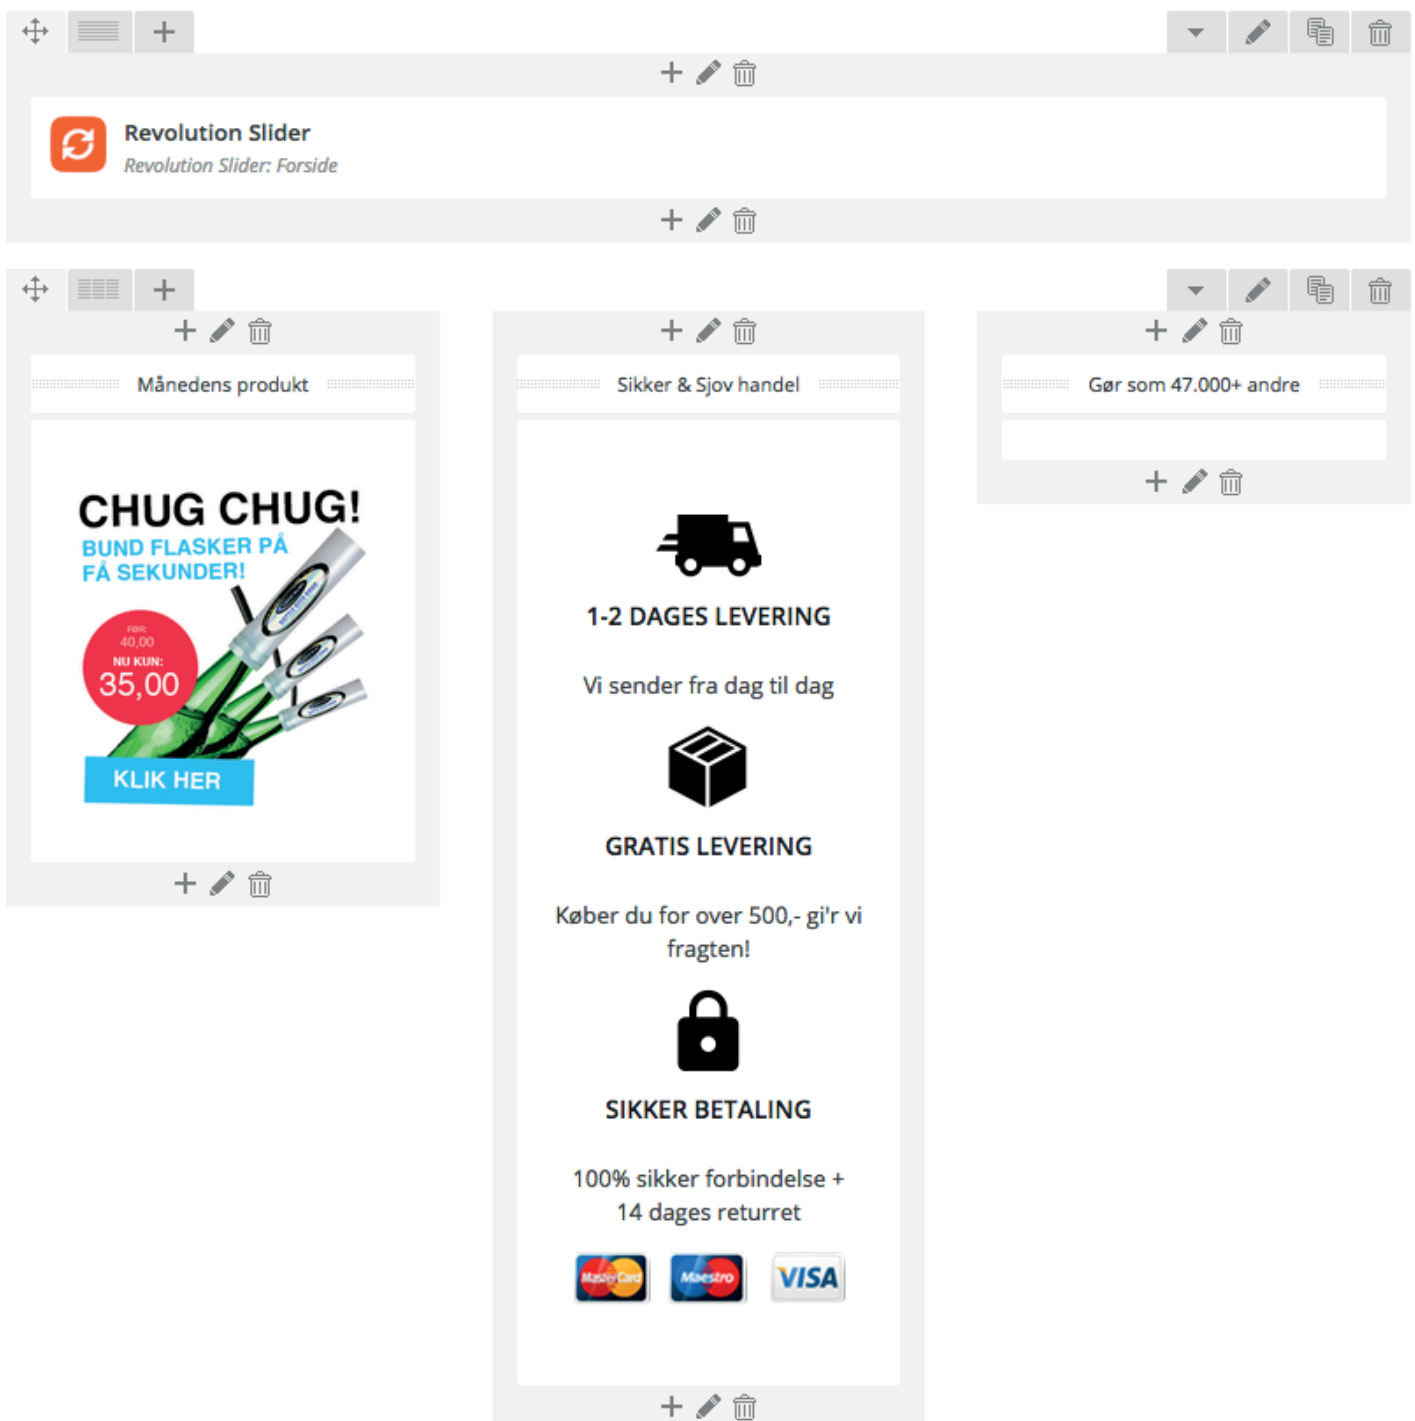 Revolution Slider
Revolution Slider: Forside
Månedens produkt
CHUG CHUG!
BUND FLASKER PÅ
FÅ SEKUNDER!
FØR:
40,00
NU KUN:
35,00
KLIK HER
Sikker & Sjov handel
1-2 DAGES LEVERING
Vi sender fra dag til dag
GRATIS LEVERING
Køber du for over 500,- gi'r vi
fragten!
SIKKER BETALING
100% sikker forbindelse +
14 dages returret
MasterCard
Maestro
VISA
Gør som 47.000+ andre